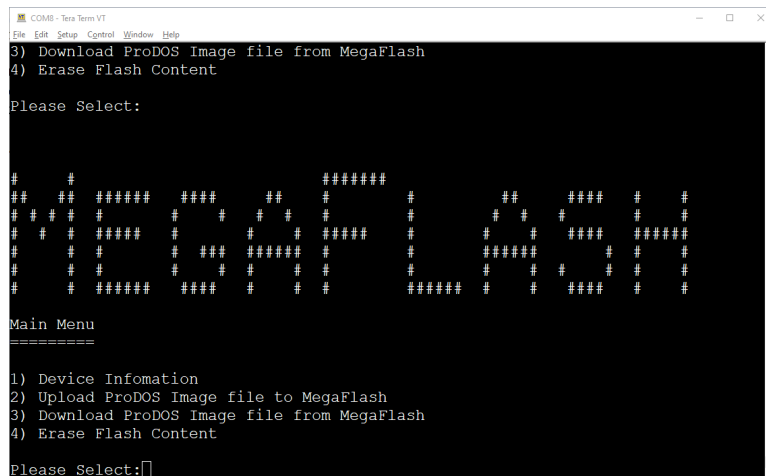 COM8 - Tera Term VT
File Edit Setup Control Window Help
3) Download ProDOS Image file from MegaFlash
4) Erase Flash Content
Please Select:
MEGAFLASH
Main Menu
=========
1) Device Infomation
2) Upload ProDOS Image file to MegaFlash
3) Download ProDOS Image file from MegaFlash
4) Erase Flash Content
Please Select: